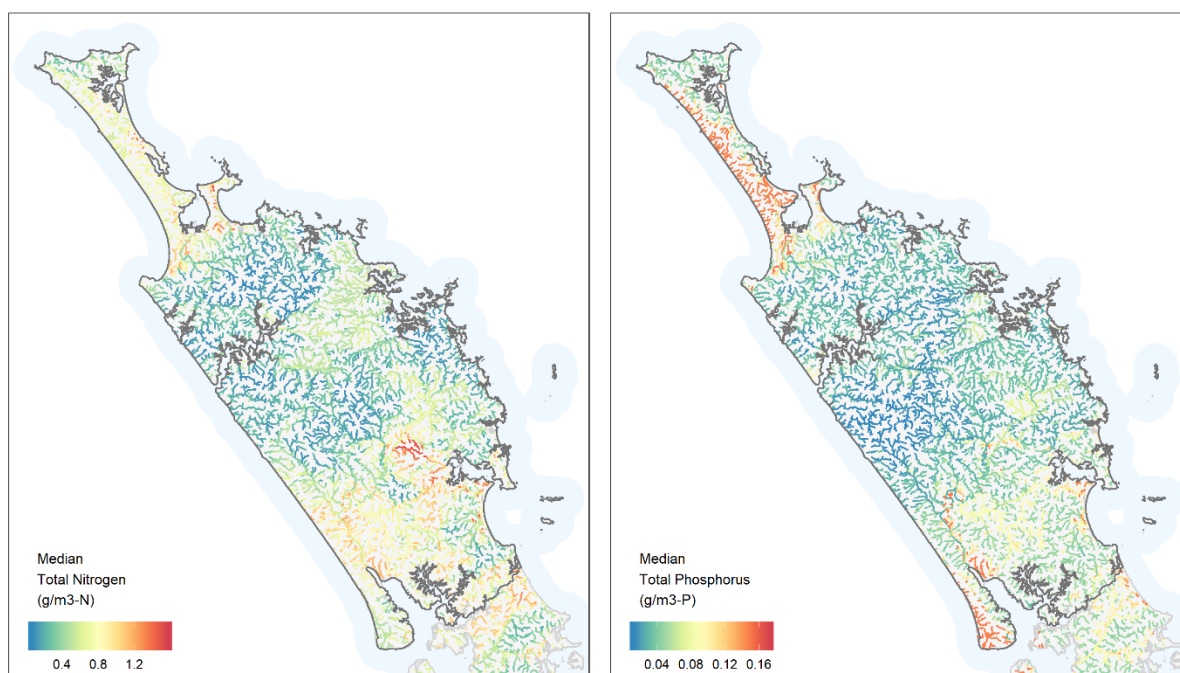 Median
Total Nitrogen
(g/m3-N)
0.4 0.8 1.2
Median
Total Phosphorus
(g/m3-P)
0.04 0.08 0.12 0.16